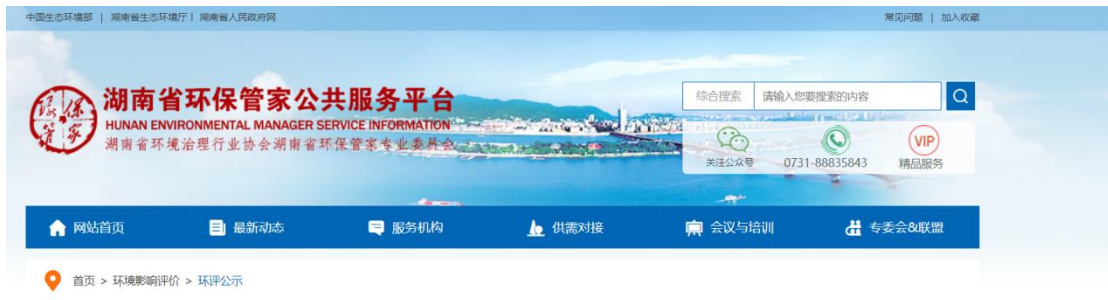 中国生态环境部 | 湖南省生态环境厅 | 湖南省人民政府网
常见问题 | 加入收藏
环保管家
湖南省环保管家公共服务平台
HUNAN ENVIRONMENTAL MANAGER SERVICE INFORMATION
湖南省环境治理行业协会湖南省环保管家专业委员会
综合搜索 请输入您要搜索的内容
VIP
关注公众号 0731-88835843 精品服务
网站首页 最新动态 服务机构 供需对接 会议与培训 专委会&联盟
首页 > 环境影响评价 > 环评公示